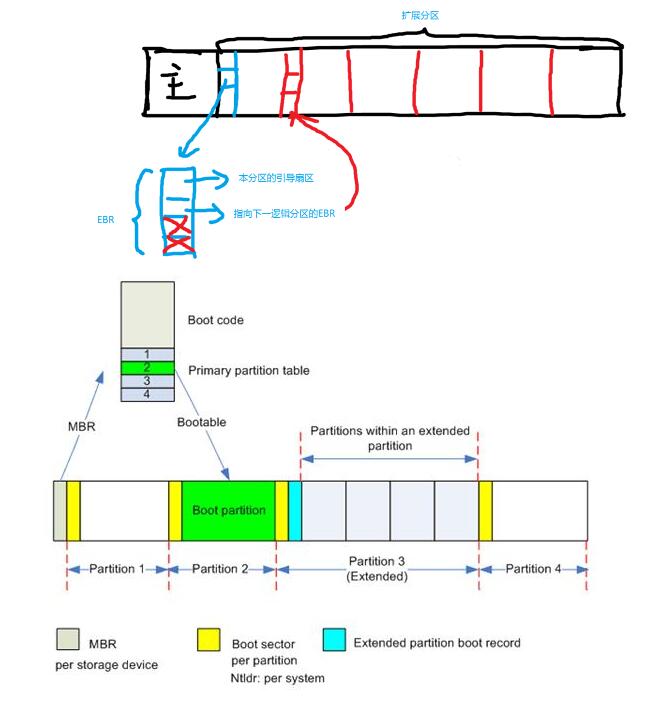 扩展分区
主
本分区的引导扇区
EBR
指向下一逻辑分区的EBR
Boot code
1
2
3
4
Primary partition table
MBR
Bootable
Partitions within an extended
partition
Boot partition
Partition 1
Partition 2
Partition 3
(Extended)
Partition 4
MBR
per storage device
Boot sector
per partition
Ntldr: per system
Extended partition boot record